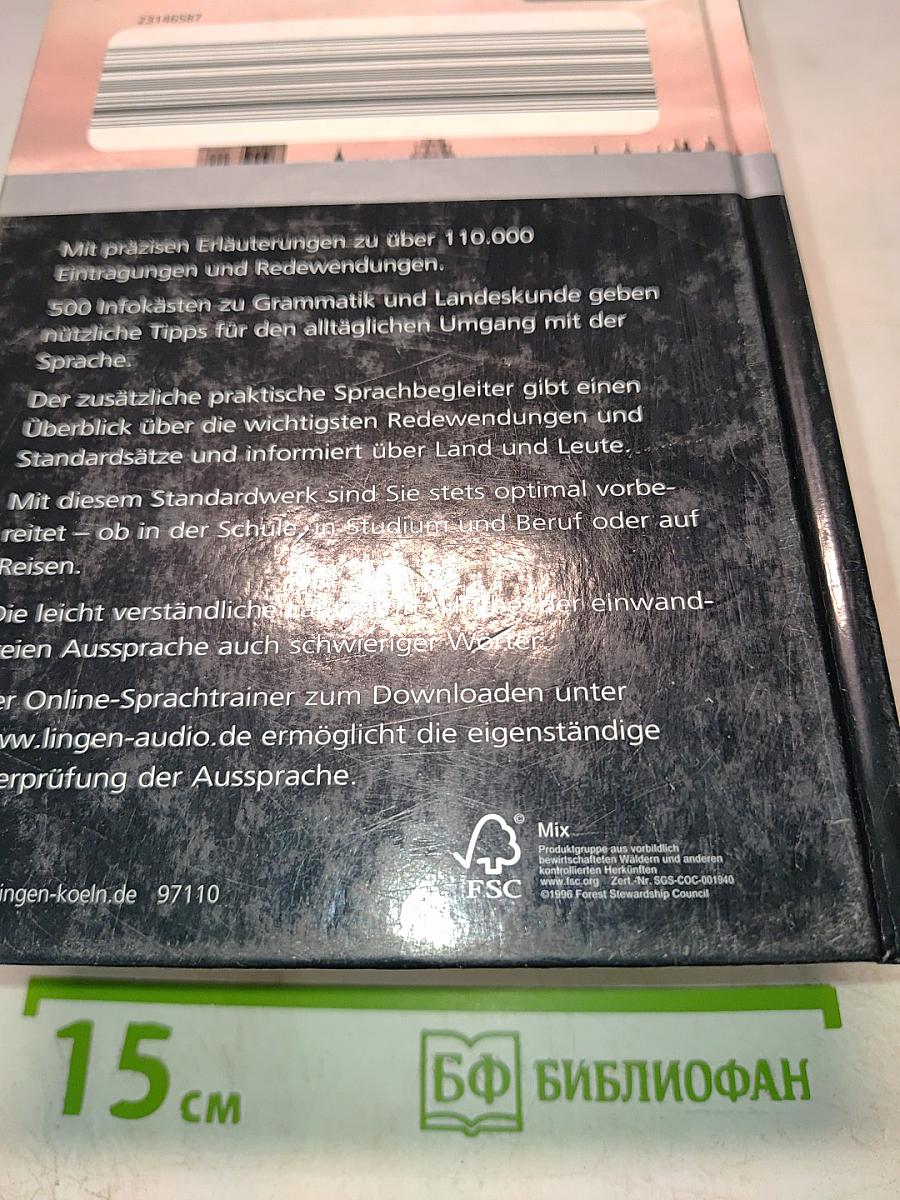 23146587
Mit präzisen Erläuterungen zu über 110.000
Eintragungen und Redewendungen.
500 Infokästen zu Grammatik und Landeskunde geben
nützliche Tipps für den alltäglichen Umgang mit der
Sprache.
Der zusätzliche praktische Sprachbegleiter gibt einen
Überblick über die wichtigsten Redewendungen und
Standardsätze und informiert über Land und Leute.
Mit diesem Standardwerk sind Sie stets optimal vorbe-
reitet – ob in der Schule, in Studium und Beruf oder auf
Reisen.
Die leicht verständliche der einwand-
reien Aussprache auch schwieriger Wörter.
er Online-Sprachtrainer zum Downloaden unter
ww.lingen-audio.de ermöglicht die eigenständige
erprüfung der Aussprache.
ingen-koeln.de 97110
FSC
©
Mix
Produktgruppe aus vorbildlich
bewirtschafteten Wäldern und anderen
kontrollierten Herkünften
www.fsc.org Zert.-Nr. SGS-COC-001940
©1996 Forest Stewardship Council
15 см
БФ БИБЛИОФАН